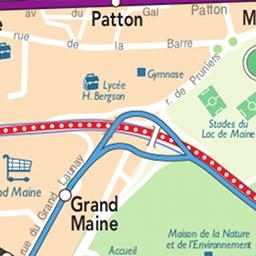 av
du
Gal
Patton
Patton
M
rue
de
la
Barre
Gymnase
r. de Pruniers
Lycée
H. Bergson
Stades du
Lac de Maine
nd Maine
rue du Grand Launay
Grand
Maine
Maison de la Nature
et de l'Environnement
Accueil